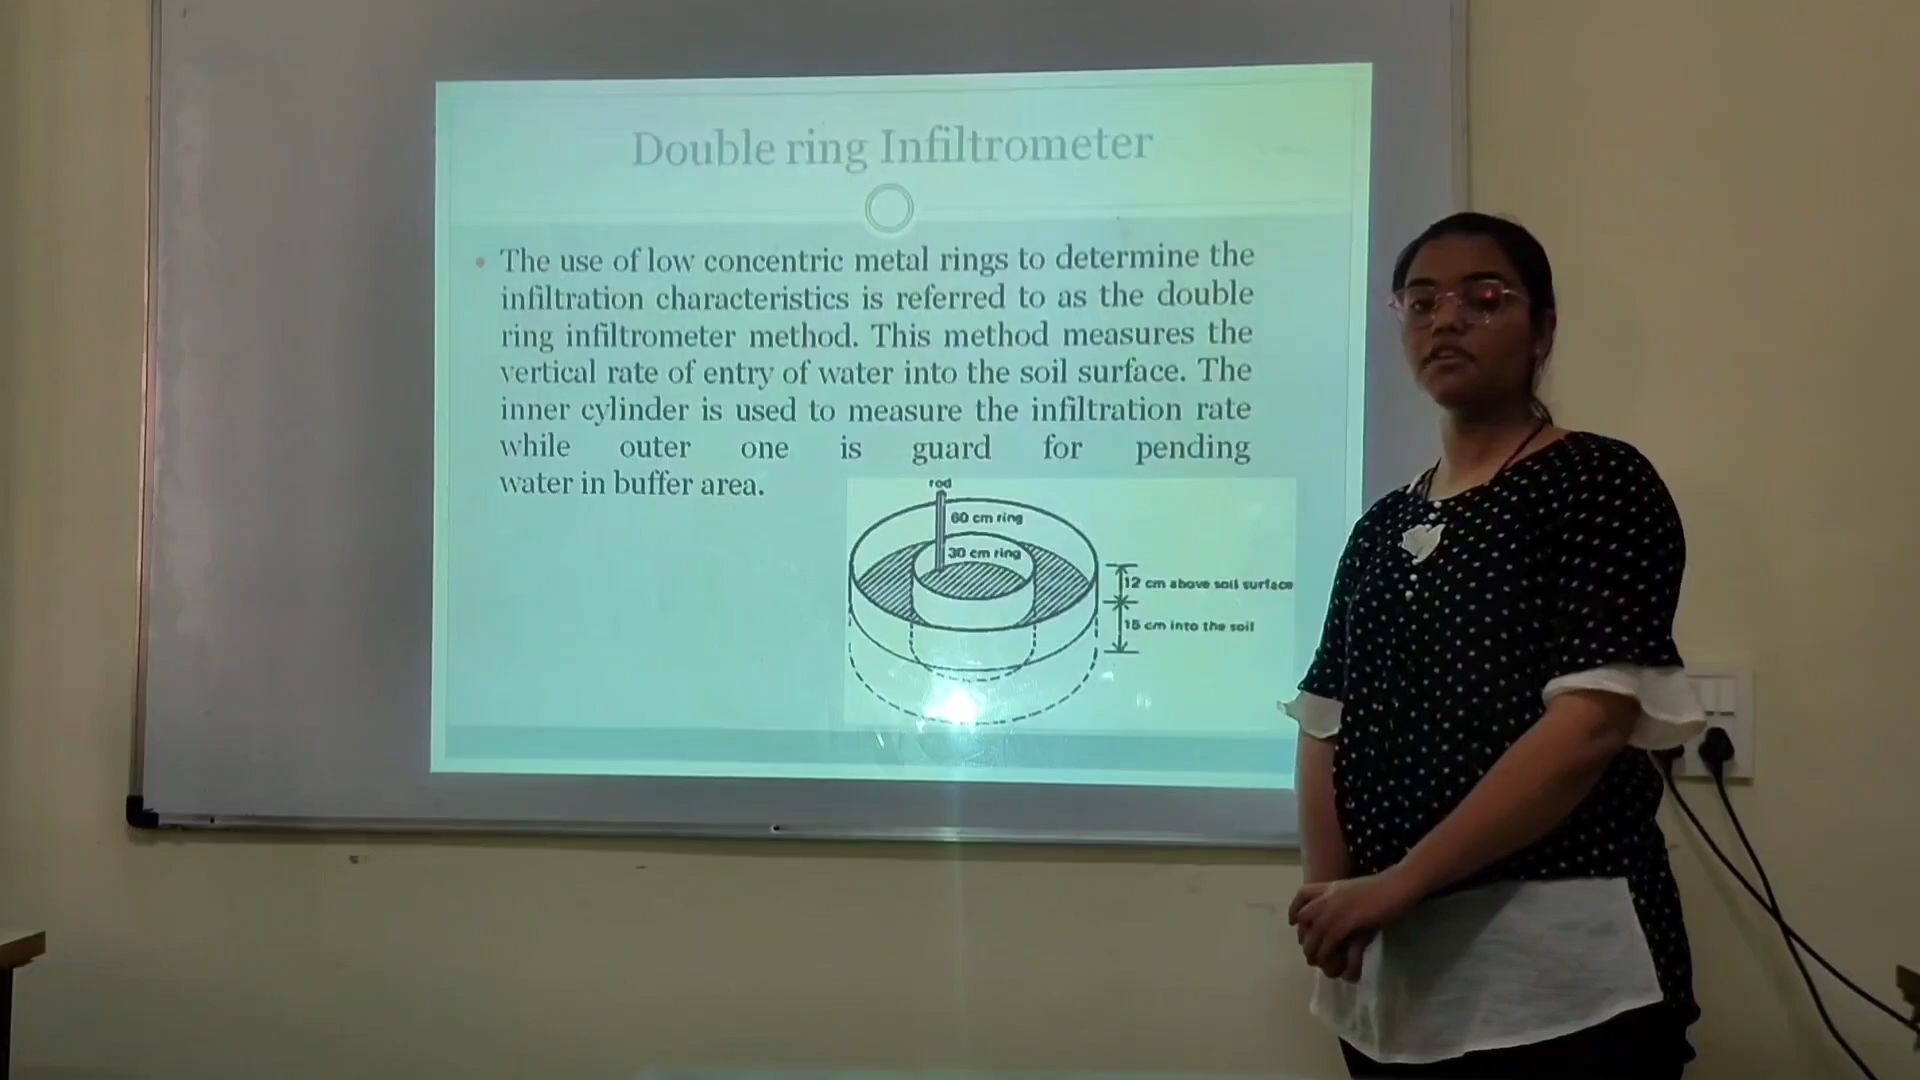 Double ring Infiltrometer
The use of low concentric metal rings to determine the
infiltration characteristics is referred to as the double
ring infiltrometer method. This method measures the
vertical rate of entry of water into the soil surface. The
inner cylinder is used to measure the infiltration rate
while outer one is guard for pending
water in buffer area.
rod
60 cm ring
30 cm ring
12 cm above soil surface
15 cm into the soil